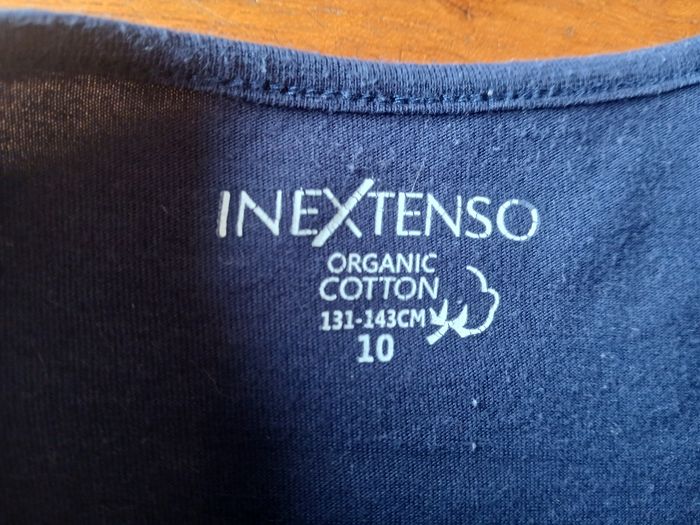 INEXTENSO
ORGANIC
COTTON
131-143CM
10